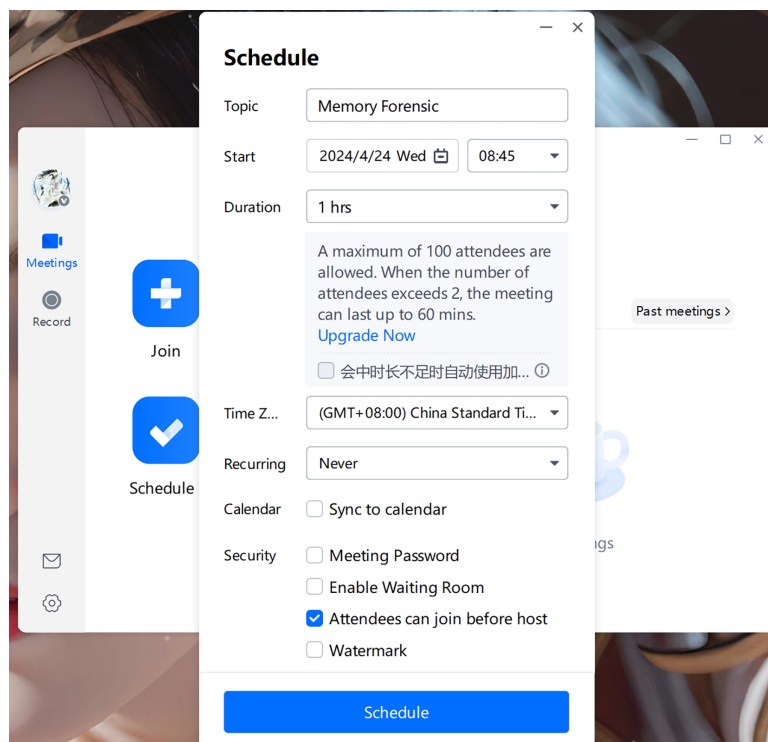 Schedule
Topic
Memory Forensic
Start
2024/4/24 Wed
08:45
Duration
1 hrs
A maximum of 100 attendees are
allowed. When the number of
attendees exceeds 2, the meeting
can last up to 60 mins.
Upgrade Now
会中时长不足时自动使用加...
Time Z...
(GMT+08:00) China Standard Ti...
Recurring
Never
Calendar
Sync to calendar
Security
Meeting Password
Enable Waiting Room
Attendees can join before host
Watermark
Schedule
Meetings
Record
Join
Schedule
Past meetings
ngs